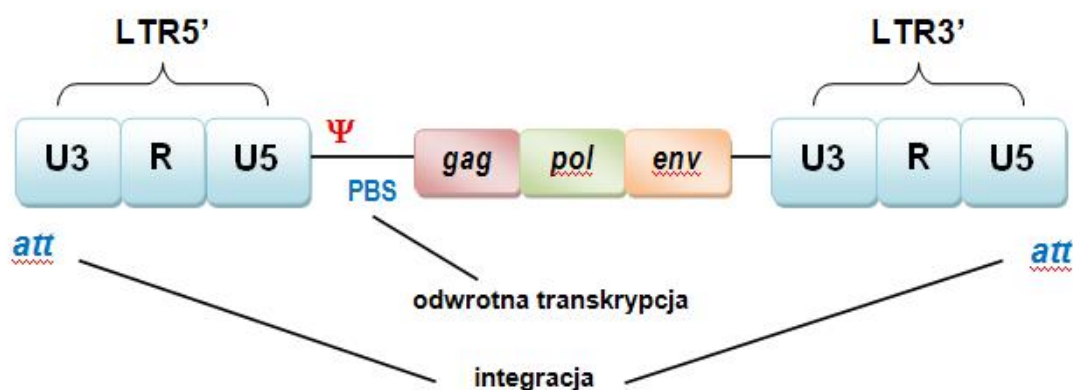 LTR5’ LTR3’
U3 R U5 Ψ gag pol env U3 R U5
PBS
att att
odwrotna transkrypcja
integracja